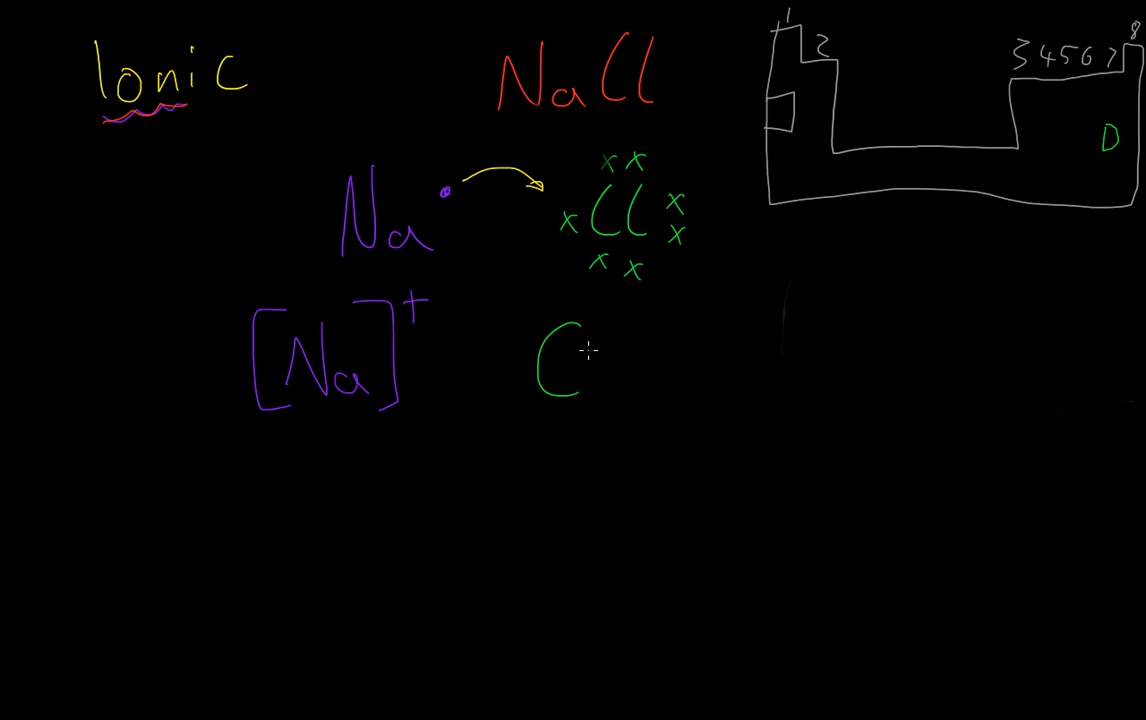 Ionic
NaCl
1
2
3 4 5 6 7
8
D
Na •
x x
x Cl x
x
x x
[Na]+
C